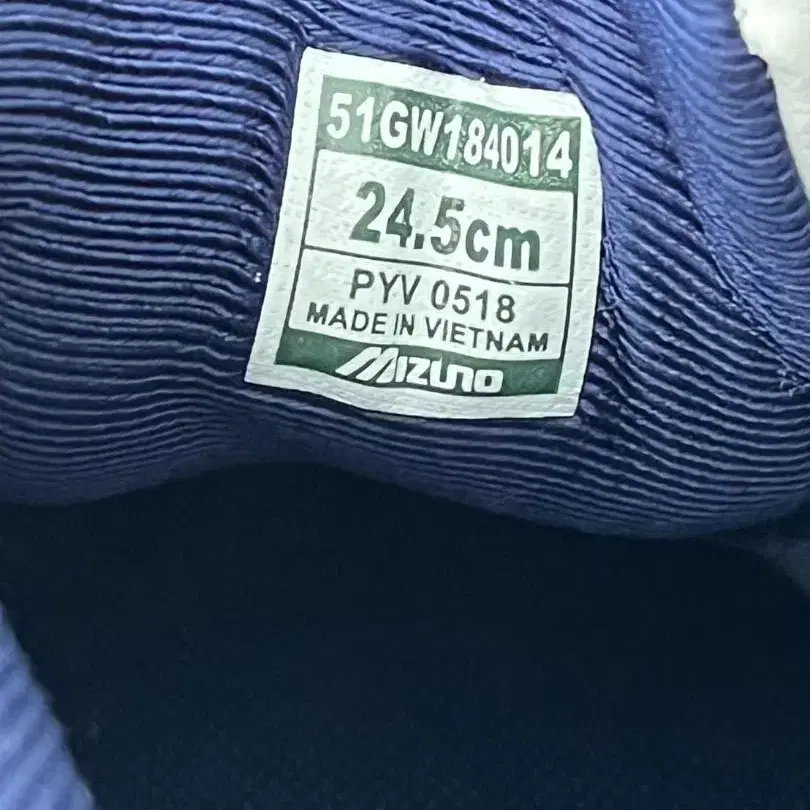 51GW184014
24.5cm
PYV 0518
MADE IN VIETNAM
MIZUNO